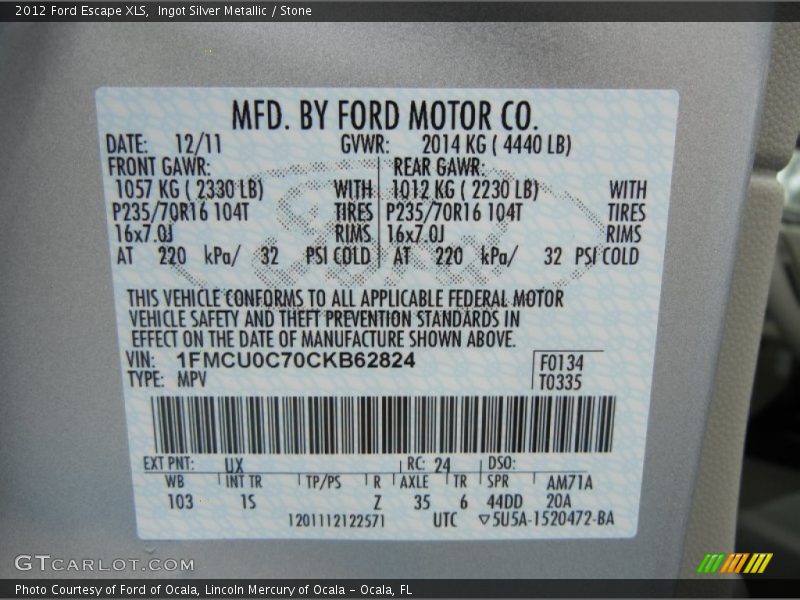 2012 Ford Escape XLS, Ingot Silver Metallic / Stone
MFD. BY FORD MOTOR CO.
DATE: 12/11 GVWR: 2014 KG ( 4440 LB)
FRONT GAWR: REAR GAWR:
1057 KG ( 2330 LB) WITH 1012 KG ( 2230 LB) WITH
P235/70R16 104T TIRES P235/70R16 104T TIRES
16x7.0J RIMS 16x7.0J RIMS
AT 220 kPa/ 32 PSI COLD AT 220 kPa/ 32 PSI COLD
THIS VEHICLE CONFORMS TO ALL APPLICABLE FEDERAL MOTOR
VEHICLE SAFETY AND THEFT PREVENTION STANDARDS IN
EFFECT ON THE DATE OF MANUFACTURE SHOWN ABOVE.
VIN: 1FMCU0C70CKB62824 F0134
TYPE: MPV T0335
EXT PNT: UX RC: 24 DSO:
WB INT TR TP/PS R AXLE TR SPR AM71A
103 1S Z 35 6 44DD 20A
1201112122571 UTC ▽5U5A-1520472-BA
GTCARLOT.COM
Photo Courtesy of Ford of Ocala, Lincoln Mercury of Ocala - Ocala, FL